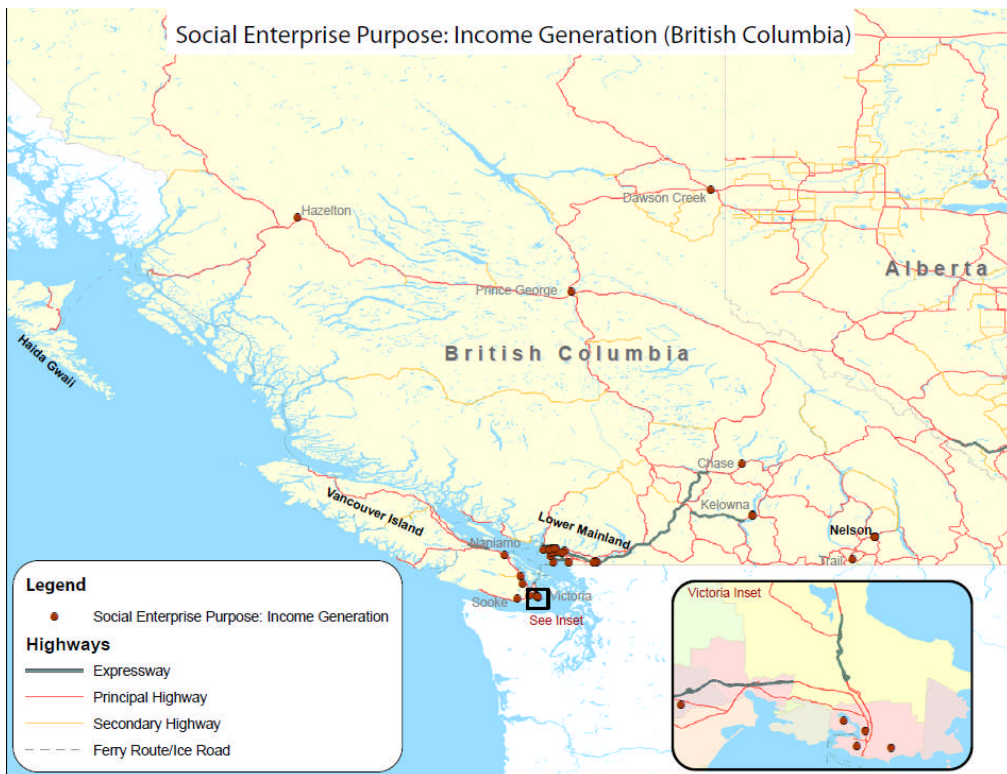 Social Enterprise Purpose: Income Generation (British Columbia)
Hazelton
Dawson Creek
Alberta
Prince George
Haida Gwaii
British Columbia
Chase
Kelowna
Vancouver Island
Lower Mainland
Nelson
Naniamo
Trail
Sooke
Victoria
See Inset
Legend
Social Enterprise Purpose: Income Generation
Highways
Expressway
Principal Highway
Secondary Highway
Ferry Route/Ice Road
Victoria Inset